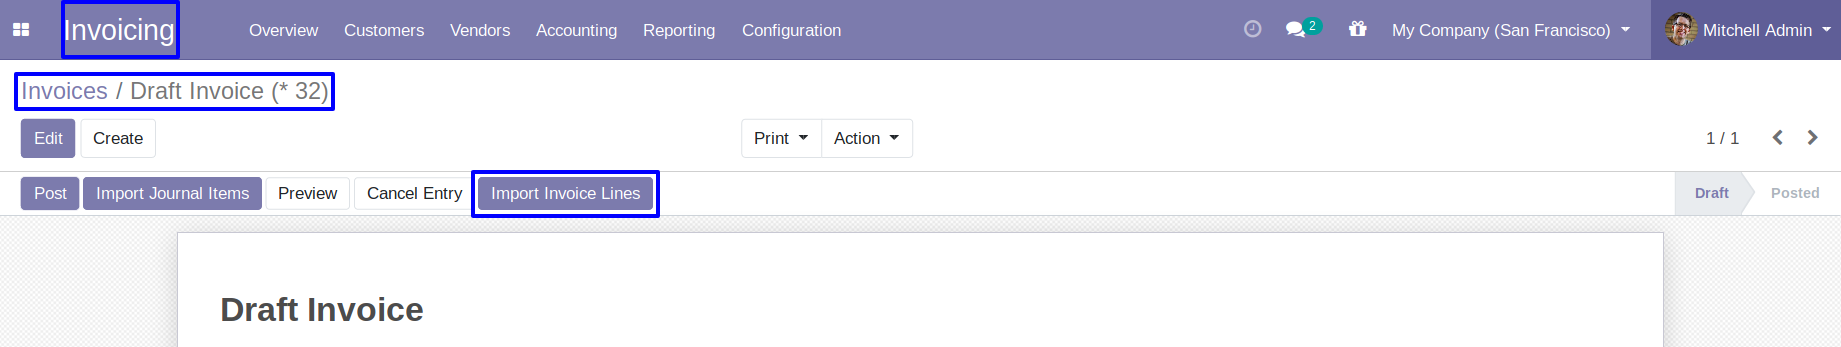 Invoicing Overview Customers Vendors Accounting Reporting Configuration 2 My Company (San Francisco) Mitchell Admin
Invoices / Draft Invoice (* 32)
Edit Create Print Action 1 / 1
Post Import Journal Items Preview Cancel Entry Import Invoice Lines Draft Posted
Draft Invoice